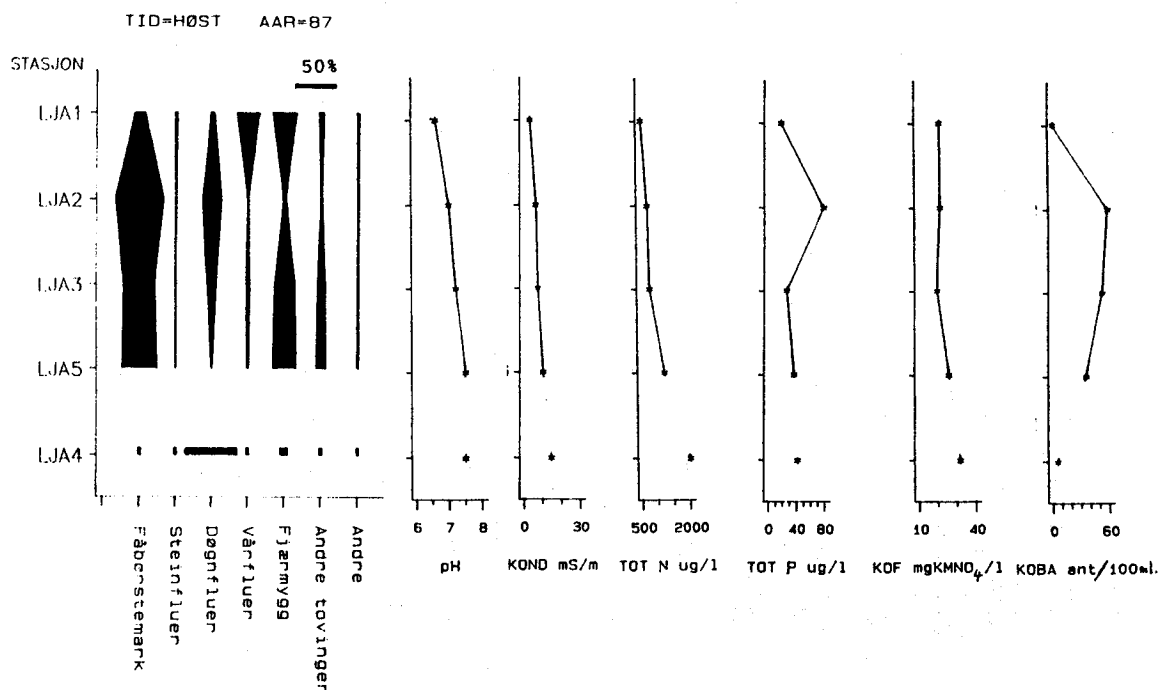 TID=HØST AAR=87
STASJON
50%
LJA1
LJA2
LJA3
LJA5
LJA4
Fåberstemark
Steinfluer
Døgnfluer
Vårfluer
Fjærmygg
Andre tovinger
Andre
6 7 8
pH
0 30
KOND mS/m
500 2000
TOT N ug/l
0 40 80
TOT P ug/l
10 40
KOF mgKMNO4/l
0 60
KOBA ant/100ml.